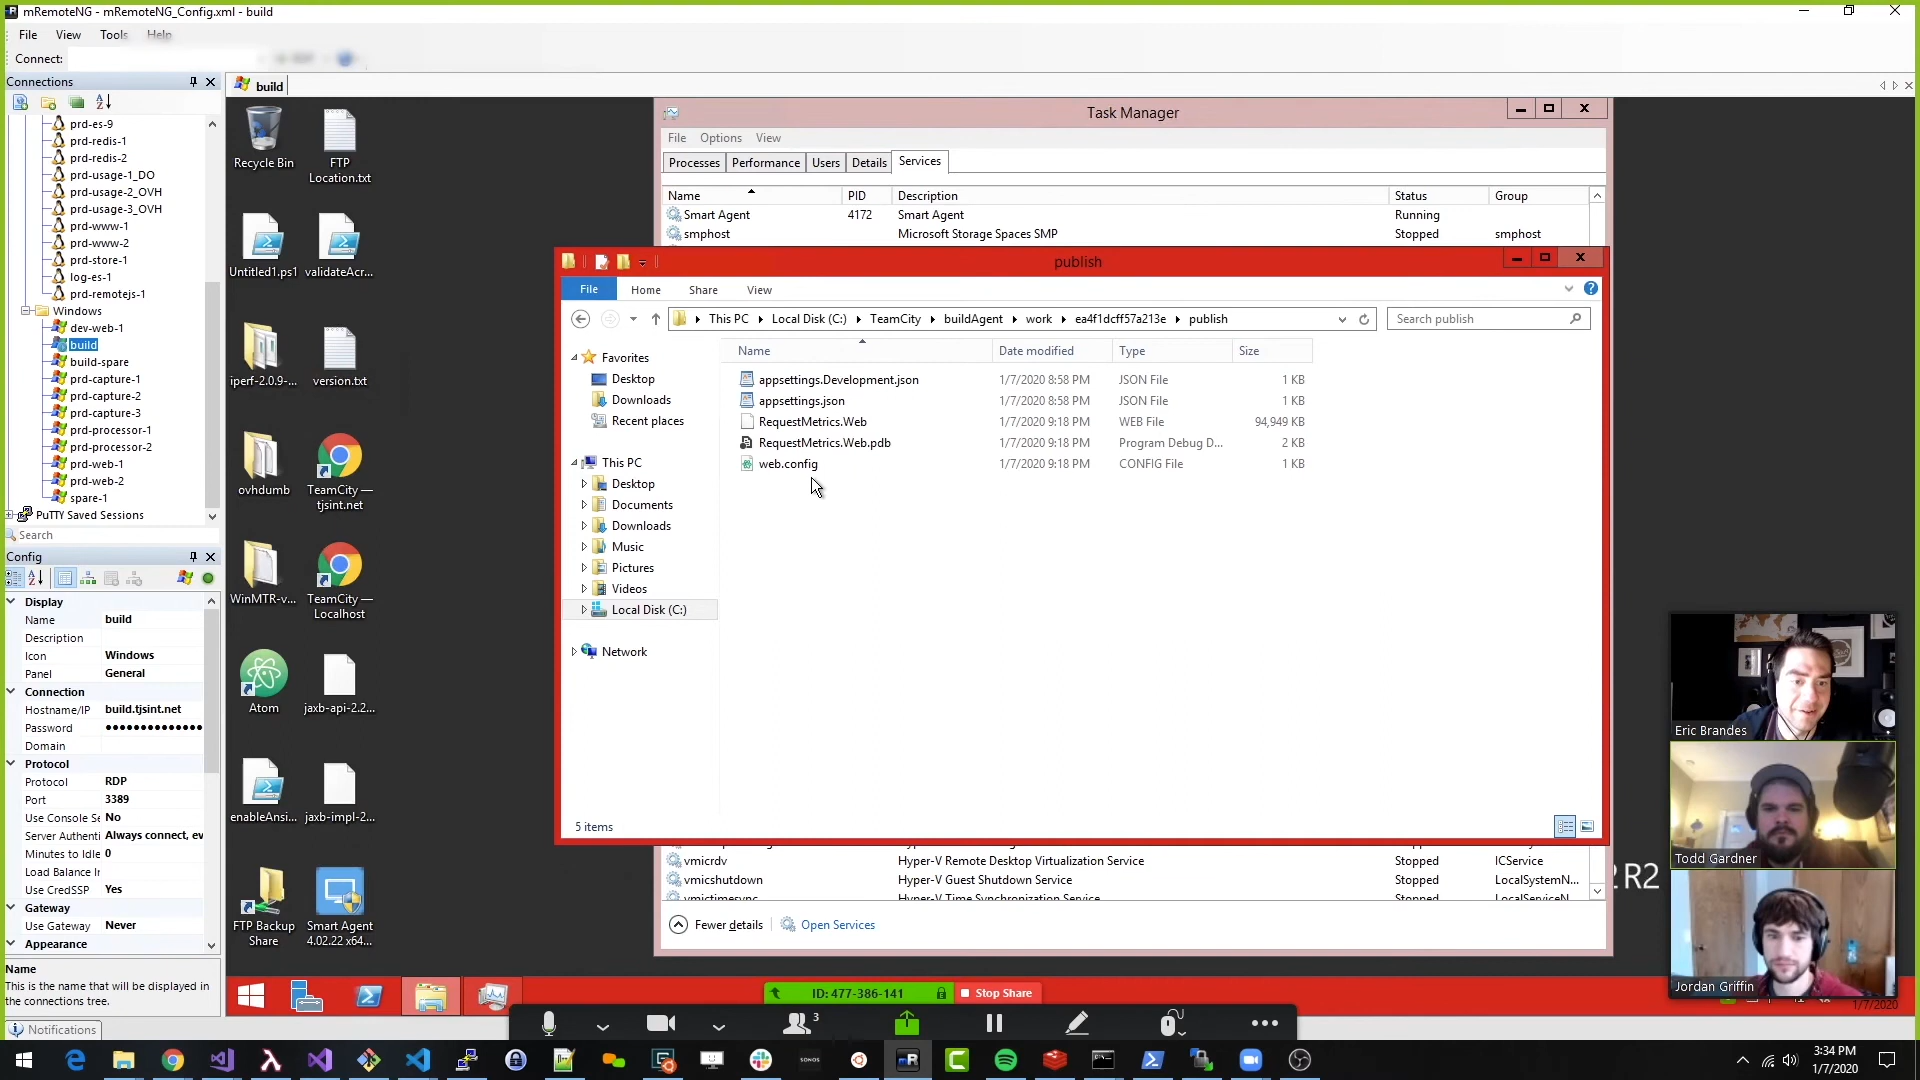 mRemoteNG - mRemoteNG_Config.xml - build
File View Tools Help
Connect:
Connections
prd-es-9
prd-redis-1
prd-redis-2
prd-usage-1_DO
prd-usage-2_OVH
prd-usage-3_OVH
prd-www-1
prd-www-2
prd-store-1
log-es-1
prd-remotejs-1
Windows
dev-web-1
build
build-spare
prd-capture-1
prd-capture-2
prd-capture-3
prd-processor-1
prd-processor-2
prd-web-1
prd-web-2
spare-1
PuTTY Saved Sessions
Search
Config
Display
Name build
Description
Icon Windows
Panel General
Connection
Hostname/IP build.tjsint.net
Password ●●●●●●●●●●●●●●
Domain
Protocol
Protocol RDP
Port 3389
Use Console Se No
Server Authenti Always connect, ev
Minutes to Idle 0
Load Balance Ir
Use CredSSP Yes
Gateway
Use Gateway Never
Appearance
Name
This is the name that will be displayed in
the connections tree.
Notifications
build
Recycle Bin
FTP
Location.txt
Untitled1.ps1
validateAcr...
iperf-2.0.9-...
version.txt
ovhdumb
TeamCity —
tjsint.net
WinMTR-v...
TeamCity —
Localhost
Atom
jaxb-api-2.2...
enableAnsi...
jaxb-impl-2...
FTP Backup
Share
Smart Agent
4.02.22 x64...
Task Manager
File Options View
Processes Performance Users Details Services
Name PID Description Status Group
Smart Agent 4172 Smart Agent Running
smphost Microsoft Storage Spaces SMP Stopped smphost
publish
File Home Share View
This PC Local Disk (C:) TeamCity buildAgent work ea4f1dcff57a213e publish
Search publish
Favorites
Desktop
Downloads
Recent places
This PC
Desktop
Documents
Downloads
Music
Pictures
Videos
Local Disk (C:)
Network
Name Date modified Type Size
appsettings.Development.json 1/7/2020 8:58 PM JSON File 1 KB
appsettings.json 1/7/2020 8:58 PM JSON File 1 KB
RequestMetrics.Web 1/7/2020 9:18 PM WEB File 94,949 KB
RequestMetrics.Web.pdb 1/7/2020 9:18 PM Program Debug D... 2 KB
web.config 1/7/2020 9:18 PM CONFIG File 1 KB
5 items
vmicrdv Hyper-V Remote Desktop Virtualization Service Stopped ICService
vmicshutdown Hyper-V Guest Shutdown Service Stopped LocalSystemN...
vmictimesync Hyper-V Time Synchronization Service Stopped LocalServiceN...
Fewer details Open Services
2 R2
Eric Brandes
Todd Gardner
Jordan Griffin
1/7/2020
ID: 477-386-141 Stop Share
3
SONOS
3:34 PM
1/7/2020